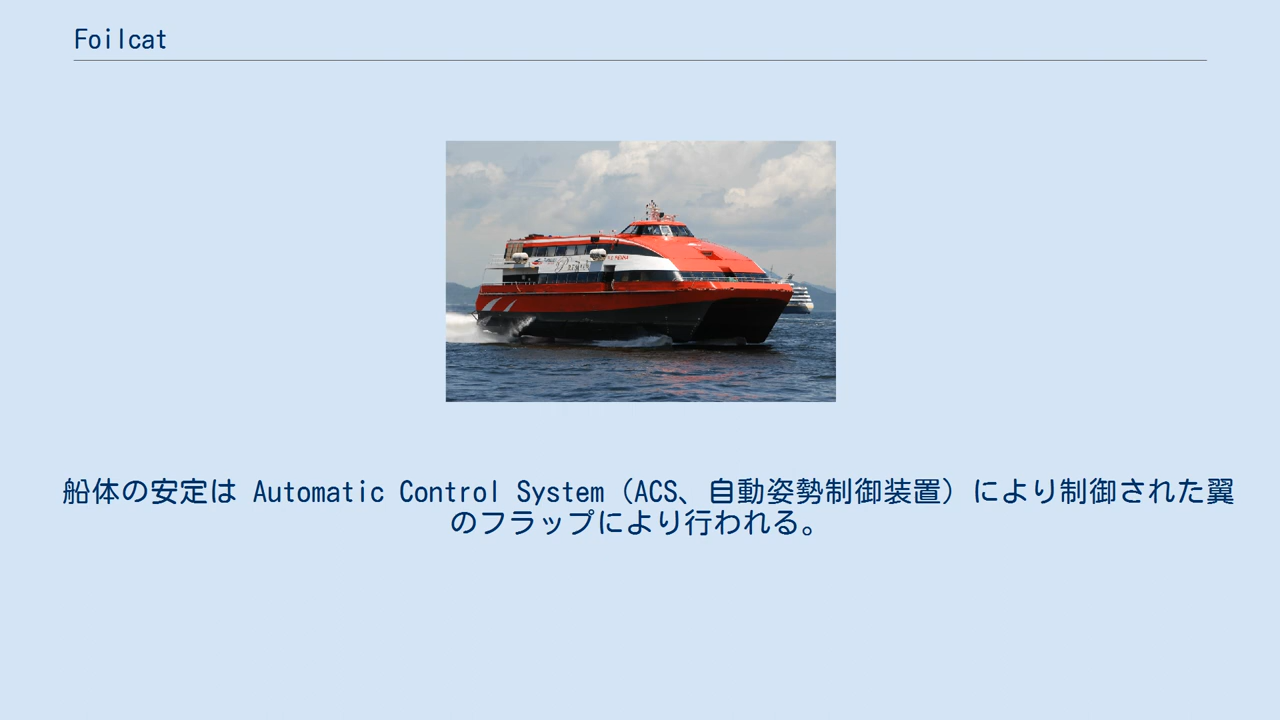 Foilcat
船体の安定は Automatic Control System（ACS、自動姿勢制御装置）により制御された翼
のフラップにより行われる。